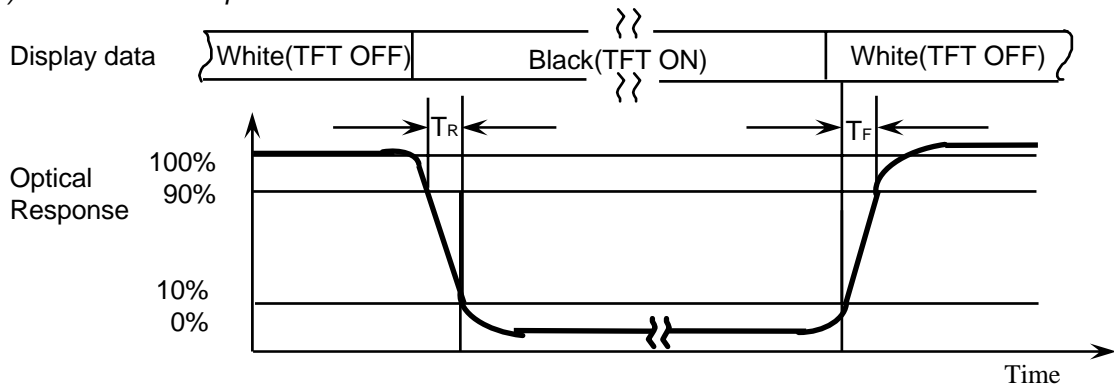 Display data
White(TFT OFF)
Black(TFT ON)
White(TFT OFF)
TR
TF
100%
Optical
Response
90%
10%
0%
Time